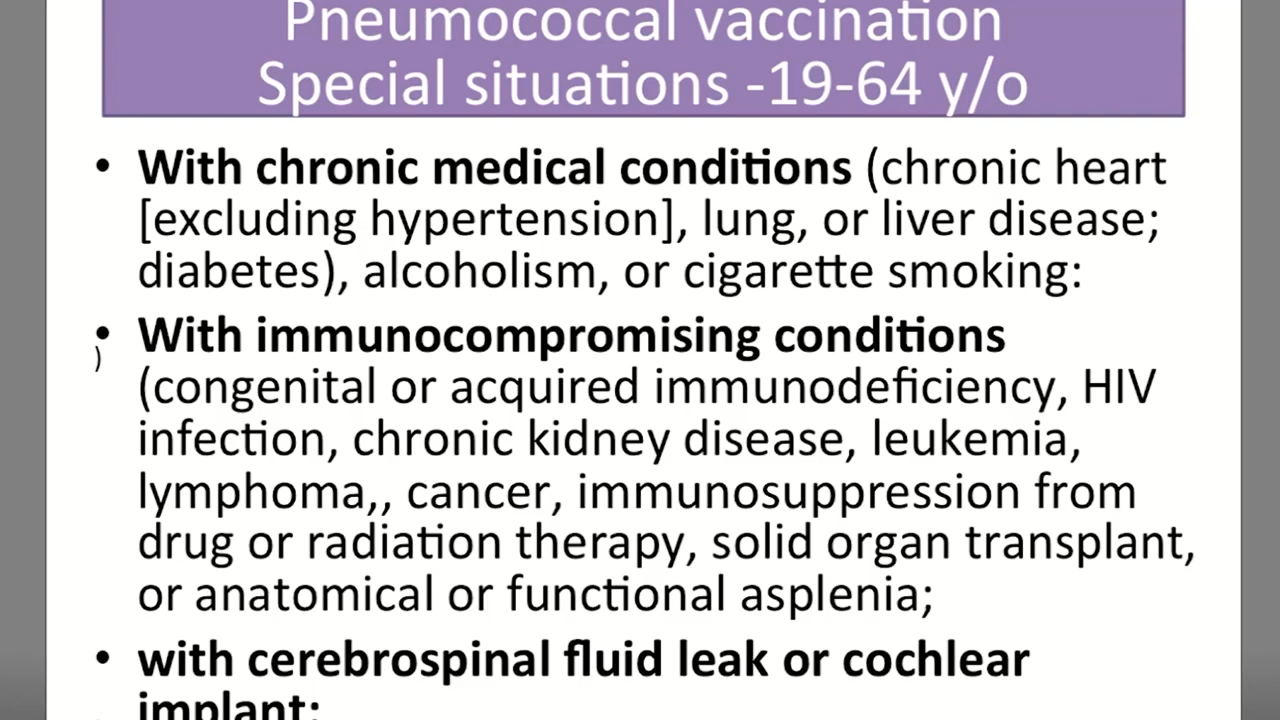 Pneumococcal vaccination
Special situations -19-64 y/o
• With chronic medical conditions (chronic heart
[excluding hypertension], lung, or liver disease;
diabetes), alcoholism, or cigarette smoking:
• With immunocompromising conditions
)
(congenital or acquired immunodeficiency, HIV
infection, chronic kidney disease, leukemia,
lymphoma,, cancer, immunosuppression from
drug or radiation therapy, solid organ transplant,
or anatomical or functional asplenia;
• with cerebrospinal fluid leak or cochlear
implant: